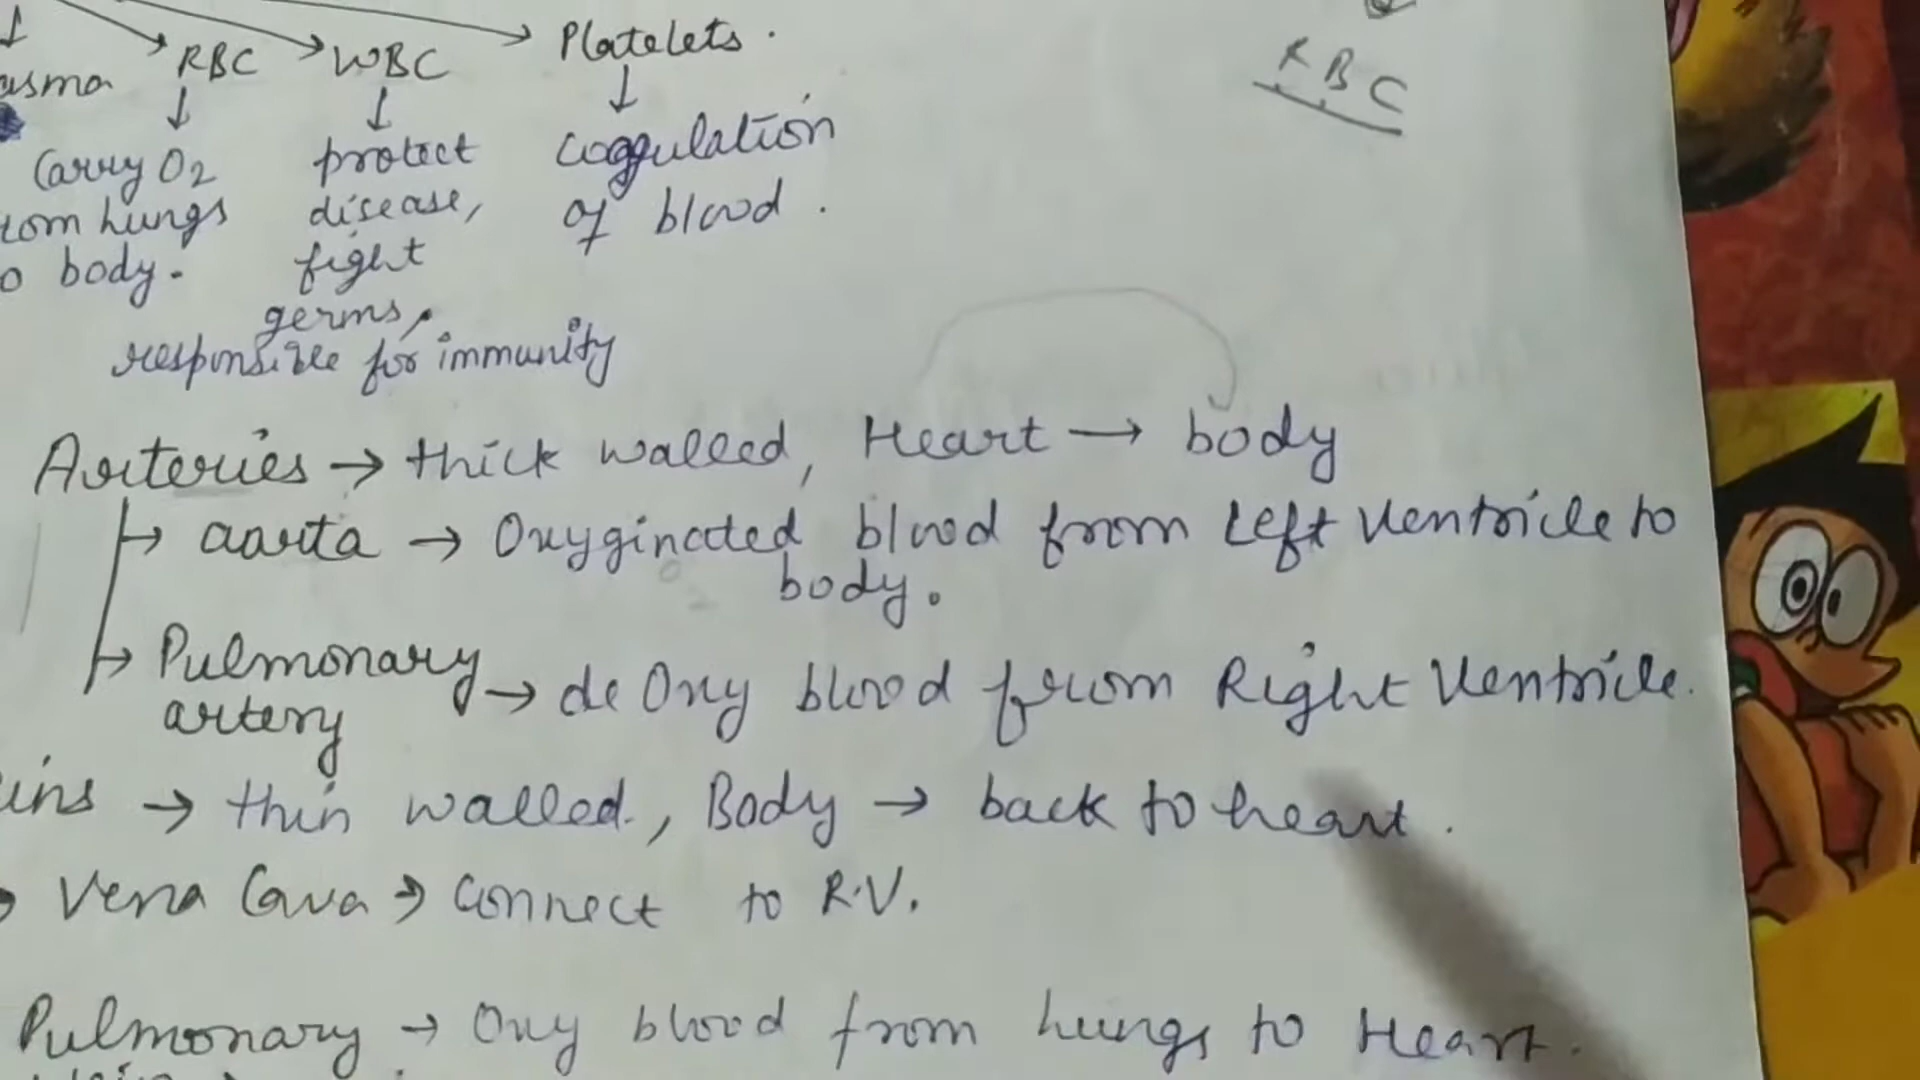 RBC WBC Platelets.
asma
Carry O2 protect coagulation
rom Lungs disease, of blood.
o body. fight
germs,
responsible for immunity
RBC
Arteries → thick walled, Heart → body
aorta → Oxyginated blood from Left Ventricle to
body.
Pulmonary
artery → de Oxy blood from Right Ventricle.
ins → thin walled, Body → back to heart.
Vena Cava → Connect to R.V.
Pulmonary → Oxy blood from Lungs to Heart.